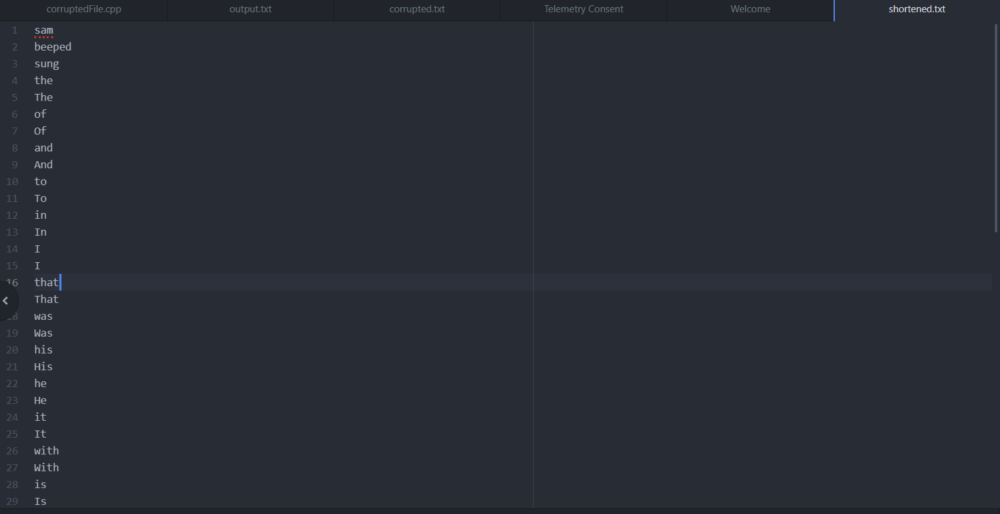 corruptedFile.cpp output.txt corrupted.txt Telemetry Consent Welcome shortened.txt
1 sam
2 beeped
3 sung
4 the
5 The
6 of
7 Of
8 and
9 And
10 to
11 To
12 in
13 In
14 I
15 I
16 that
That
18 was
19 Was
20 his
21 His
22 he
23 He
24 it
25 It
26 with
27 With
28 is
29 Is